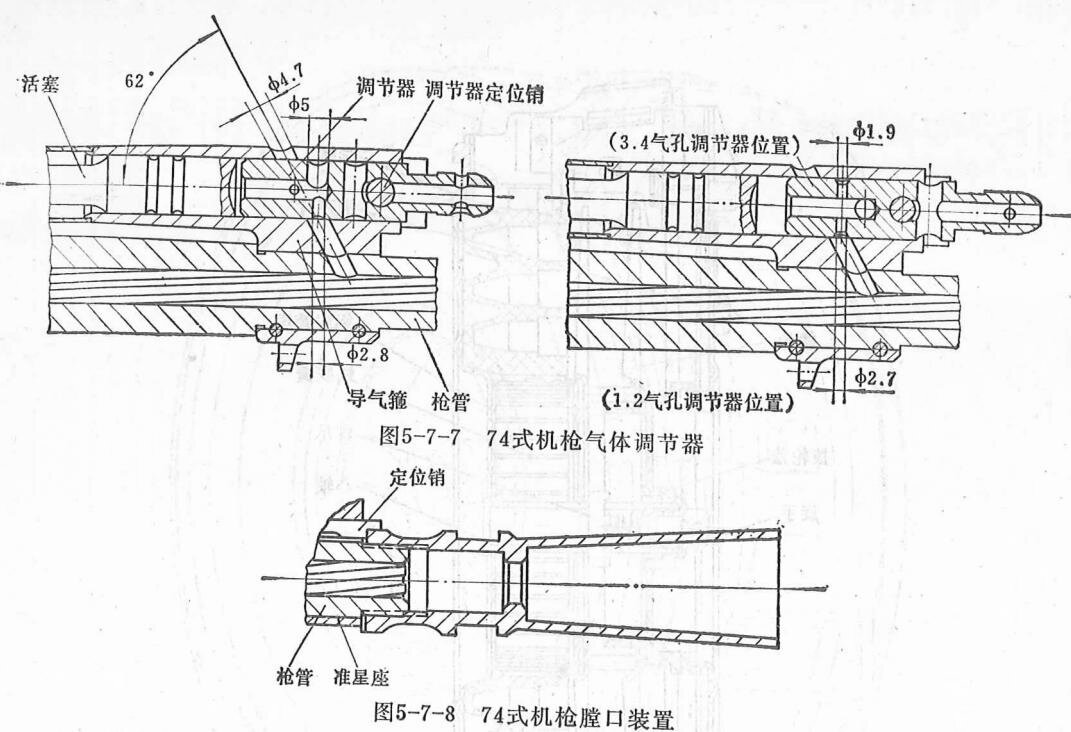 活塞
62°
φ4.7
φ5
调节器 调节器定位销
(3.4气孔调节器位置)
φ1.9
φ2.8
导气箍 枪管
φ2.7
(1.2气孔调节器位置)
图5-7-7 74式机枪气体调节器
定位销
枪管 准星座
图5-7-8 74式机枪膛口装置